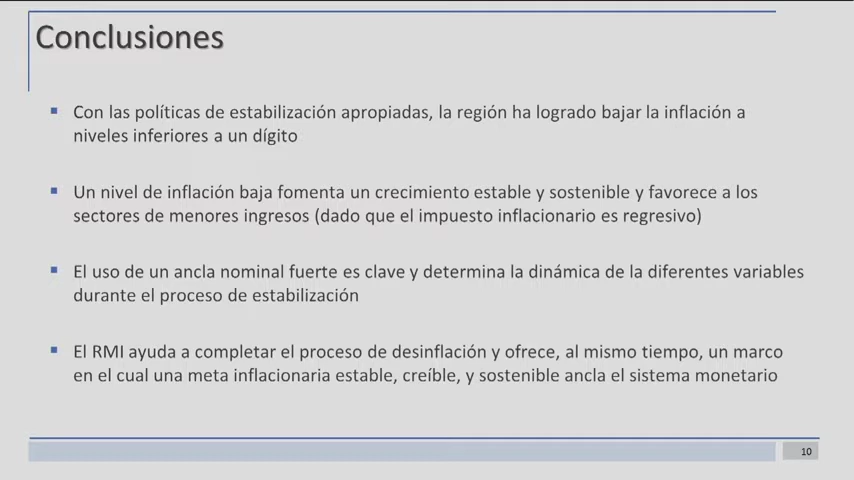 Conclusiones
▪ Con las políticas de estabilización apropiadas, la región ha logrado bajar la inflación a
niveles inferiores a un dígito
▪ Un nivel de inflación baja fomenta un crecimiento estable y sostenible y favorece a los
sectores de menores ingresos (dado que el impuesto inflacionario es regresivo)
▪ El uso de un ancla nominal fuerte es clave y determina la dinámica de la diferentes variables
durante el proceso de estabilización
▪ El RMI ayuda a completar el proceso de desinflación y ofrece, al mismo tiempo, un marco
en el cual una meta inflacionaria estable, creíble, y sostenible ancla el sistema monetario
10